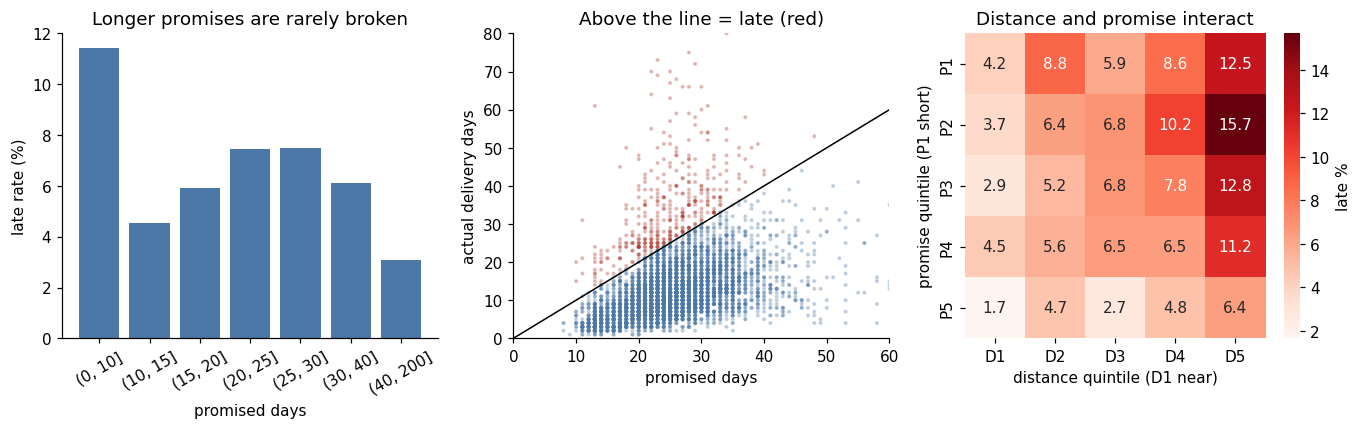 Longer promises are rarely broken
late rate (%)
12
10
8
6
4
2
0
(0, 10]
(10, 15]
(15, 20]
(20, 25]
(25, 30]
(30, 40]
(40, 200]
promised days
Above the line = late (red)
actual delivery days
80
70
60
50
40
30
20
10
0
0 10 20 30 40 50 60
promised days
Distance and promise interact
promise quintile (P1 short)
P1 4.2 8.8 5.9 8.6 12.5
P2 3.7 6.4 6.8 10.2 15.7
P3 2.9 5.2 6.8 7.8 12.8
P4 4.5 5.6 6.5 6.5 11.2
P5 1.7 4.7 2.7 4.8 6.4
D1 D2 D3 D4 D5
distance quintile (D1 near)
14
12
10
8
6
4
2
late %